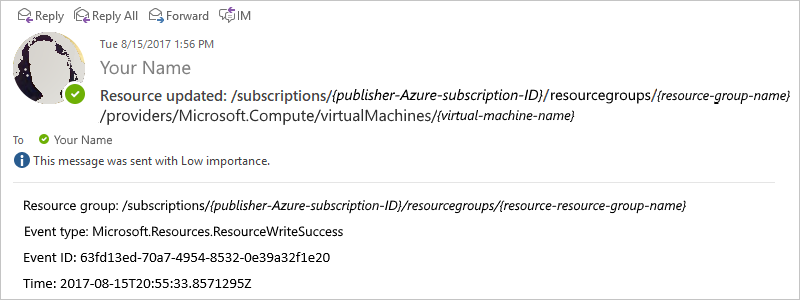 Reply Reply All Forward IM
Tue 8/15/2017 1:56 PM
Your Name
Resource updated: /subscriptions/{publisher-Azure-subscription-ID}/resourcegroups/{resource-group-name}
/providers/Microsoft.Compute/virtualMachines/{virtual-machine-name}
To Your Name
This message was sent with Low importance.
Resource group: /subscriptions/{publisher-Azure-subscription-ID}/resourcegroups/{resource-resource-group-name}
Event type: Microsoft.Resources.ResourceWriteSuccess
Event ID: 63fd13ed-70a7-4954-8532-0e39a32f1e20
Time: 2017-08-15T20:55:33.8571295Z